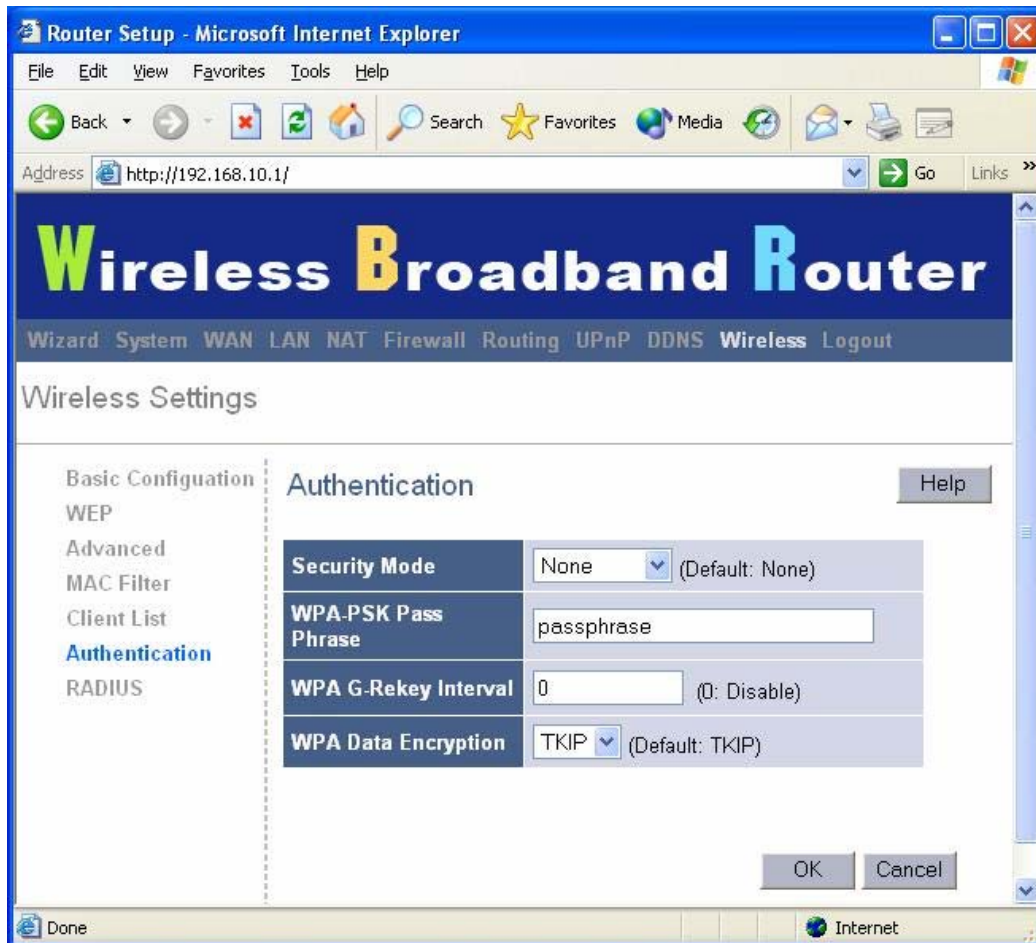 Router Setup - Microsoft Internet Explorer
File Edit View Favorites Tools Help
Back Search Favorites Media
Address http://192.168.10.1/ Go Links »
Wireless Broadband Router
Wizard System WAN LAN NAT Firewall Routing UPnP DDNS Wireless Logout
Wireless Settings
Basic Configuation
WEP
Advanced
MAC Filter
Client List
Authentication
RADIUS
Authentication Help
Security Mode None (Default: None)
WPA-PSK Pass
Phrase
passphrase
WPA G-Rekey Interval 0 (0: Disable)
WPA Data Encryption TKIP (Default: TKIP)
OK Cancel
Done Internet